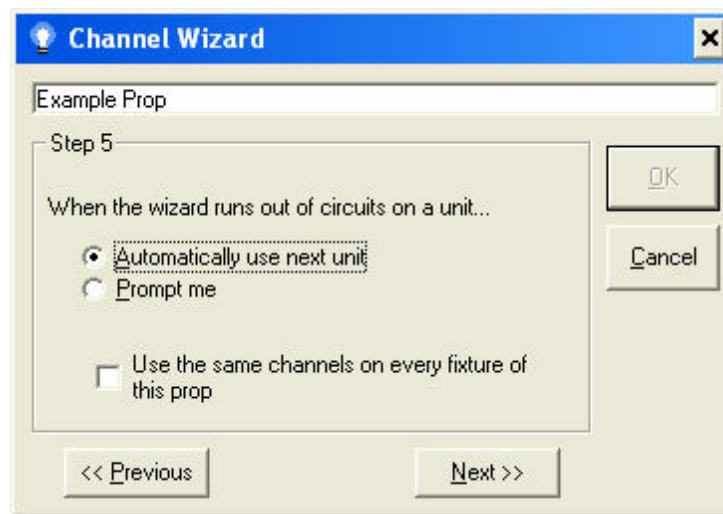 Channel Wizard
Example Prop
Step 5
When the wizard runs out of circuits on a unit...
Automatically use next unit
Prompt me
Use the same channels on every fixture of
this prop
OK
Cancel
<< Previous
Next >>